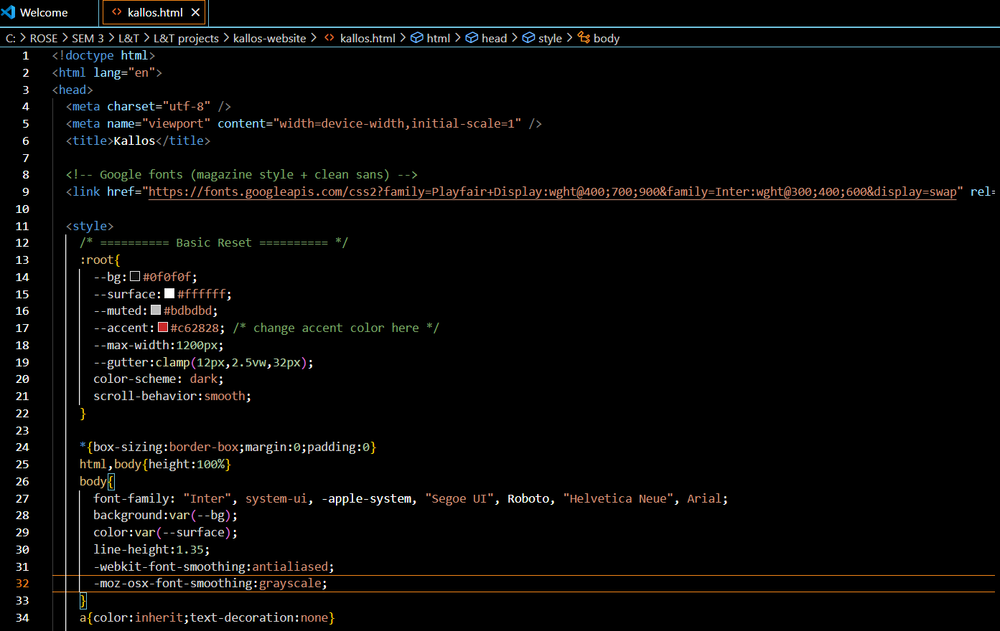 Welcome
<> kallos.html ×
C: > ROSE > SEM 3 > L&T > L&T projects > kallos-website > <> kallos.html > html > head > style > body
1 <!doctype html>
2 <html lang="en">
3 <head>
4 <meta charset="utf-8" />
5 <meta name="viewport" content="width=device-width,initial-scale=1" />
6 <title>Kallos</title>
7
8 <!-- Google fonts (magazine style + clean sans) -->
9 <link href="https://fonts.googleapis.com/css2?family=Playfair+Display:wght@400;700;900&family=Inter:wght@300;400;600&display=swap" rel=
10
11 <style>
12 /* ========== Basic Reset ========== */
13 :root{
14 --bg:#0f0f0f;
15 --surface:#ffffff;
16 --muted:#bdbdbd;
17 --accent:#c62828; /* change accent color here */
18 --max-width:1200px;
19 --gutter:clamp(12px,2.5vw,32px);
20 color-scheme: dark;
21 scroll-behavior:smooth;
22 }
23
24 *{box-sizing:border-box;margin:0;padding:0}
25 html,body{height:100%}
26 body{
27 font-family: "Inter", system-ui, -apple-system, "Segoe UI", Roboto, "Helvetica Neue", Arial;
28 background:var(--bg);
29 color:var(--surface);
30 line-height:1.35;
31 -webkit-font-smoothing:antialiased;
32 -moz-osx-font-smoothing:grayscale;
33 }
34 a{color:inherit;text-decoration:none}